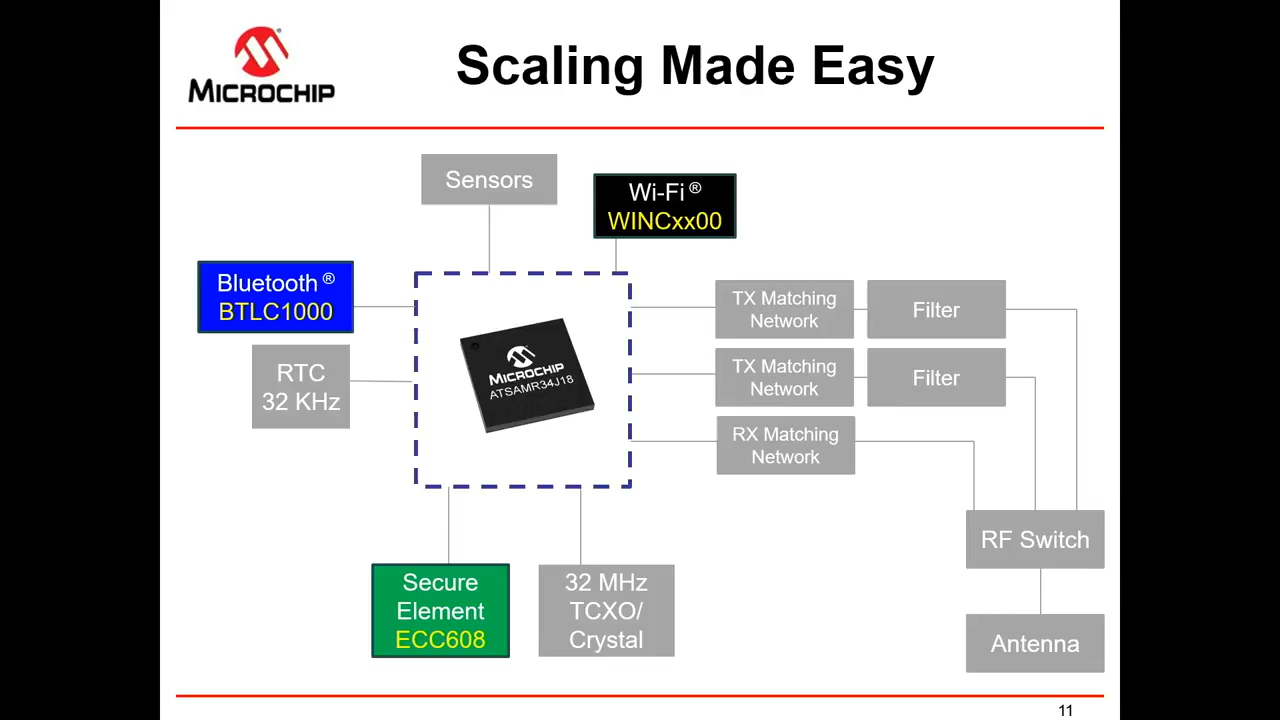 MICROCHIP
Scaling Made Easy
Sensors
Wi-Fi ®
WINCxx00
Bluetooth ®
BTLC1000
RTC
32 KHz
MICROCHIP
ATSAMR34J18
TX Matching
Network
Filter
TX Matching
Network
Filter
RX Matching
Network
RF Switch
Antenna
Secure
Element
ECC608
32 MHz
TCXO/
Crystal
11